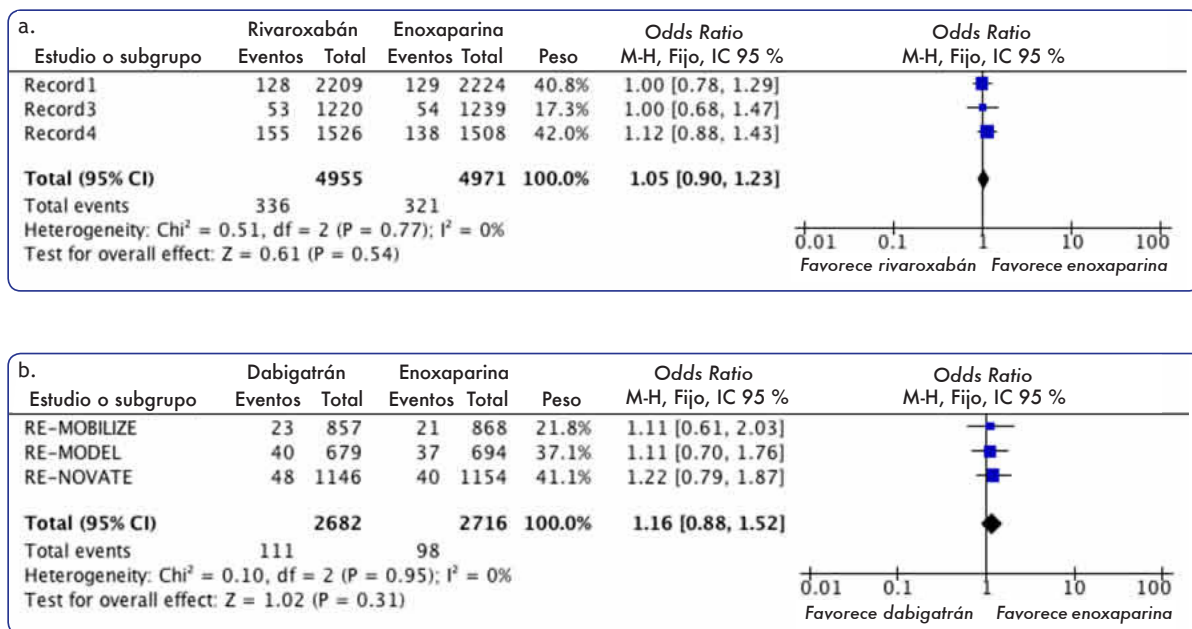 a.
Rivaroxabán Enoxaparina Odds Ratio Odds Ratio
Estudio o subgrupo Eventos Total Eventos Total Peso M-H, Fijo, IC 95 % M-H, Fijo, IC 95 %
Record1 128 2209 129 2224 40.8% 1.00 [0.78, 1.29]
Record3 53 1220 54 1239 17.3% 1.00 [0.68, 1.47]
Record4 155 1526 138 1508 42.0% 1.12 [0.88, 1.43]
Total (95% CI) 4955 4971 100.0% 1.05 [0.90, 1.23]
Total events 336 321
Heterogeneity: Chi² = 0.51, df = 2 (P = 0.77); I² = 0%
Test for overall effect: Z = 0.61 (P = 0.54)
0.01 0.1 1 10 100
Favorece rivaroxabán Favorece enoxaparina
b.
Dabigatrán Enoxaparina Odds Ratio Odds Ratio
Estudio o subgrupo Eventos Total Eventos Total Peso M-H, Fijo, IC 95 % M-H, Fijo, IC 95 %
RE-MOBILIZE 23 857 21 868 21.8% 1.11 [0.61, 2.03]
RE-MODEL 40 679 37 694 37.1% 1.11 [0.70, 1.76]
RE-NOVATE 48 1146 40 1154 41.1% 1.22 [0.79, 1.87]
Total (95% CI) 2682 2716 100.0% 1.16 [0.88, 1.52]
Total events 111 98
Heterogeneity: Chi² = 0.10, df = 2 (P = 0.95); I² = 0%
Test for overall effect: Z = 1.02 (P = 0.31)
0.01 0.1 1 10 100
Favorece dabigatrán Favorece enoxaparina